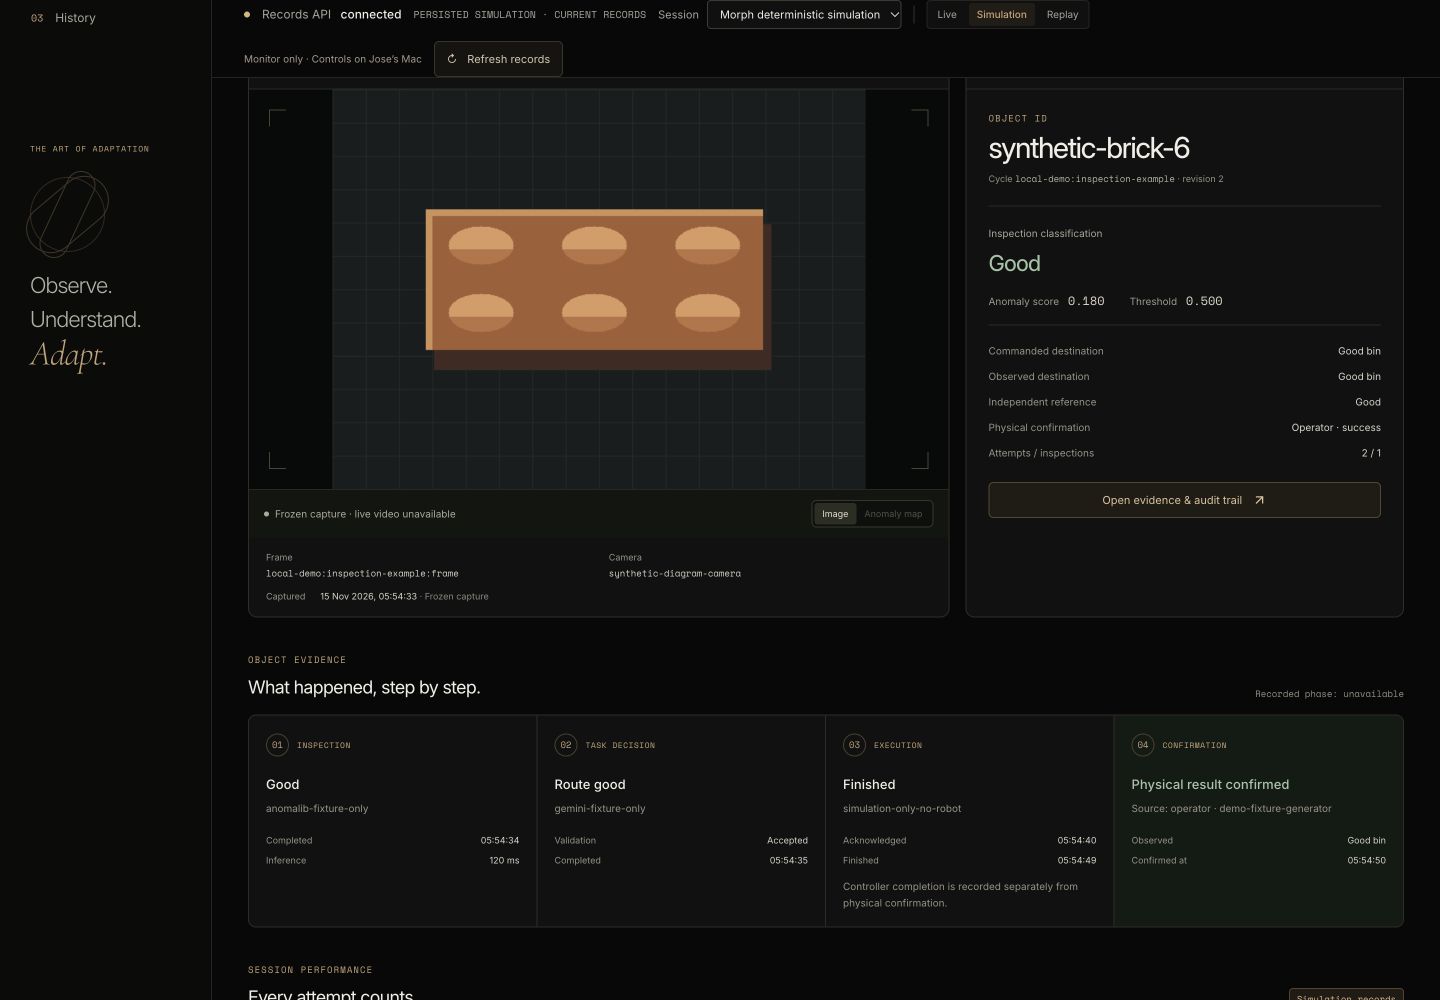 03 History
THE ART OF ADAPTATION
Observe.
Understand.
Adapt.
Records API connected PERSISTED SIMULATION · CURRENT RECORDS Session Morph deterministic simulation Live Simulation Replay
Monitor only · Controls on Jose's Mac Refresh records
Frozen capture · live video unavailable Image Anomaly map
Frame Camera
local-demo:inspection-example:frame synthetic-diagram-camera
Captured 15 Nov 2026, 05:54:33 · Frozen capture
OBJECT ID
synthetic-brick-6
Cycle local-demo:inspection-example · revision 2
Inspection classification
Good
Anomaly score 0.180 Threshold 0.500
Commanded destination Good bin
Observed destination Good bin
Independent reference Good
Physical confirmation Operator · success
Attempts / inspections 2 / 1
Open evidence & audit trail
OBJECT EVIDENCE
What happened, step by step.
Recorded phase: unavailable
01 INSPECTION
Good
anomalib-fixture-only
Completed 05:54:34
Inference 120 ms
02 TASK DECISION
Route good
gemini-fixture-only
Validation Accepted
Completed 05:54:35
03 EXECUTION
Finished
simulation-only-no-robot
Acknowledged 05:54:40
Finished 05:54:49
Controller completion is recorded separately from
physical confirmation.
04 CONFIRMATION
Physical result confirmed
Source: operator · demo-fixture-generator
Observed Good bin
Confirmed at 05:54:50
SESSION PERFORMANCE
Every attempt counts.
Simulation records